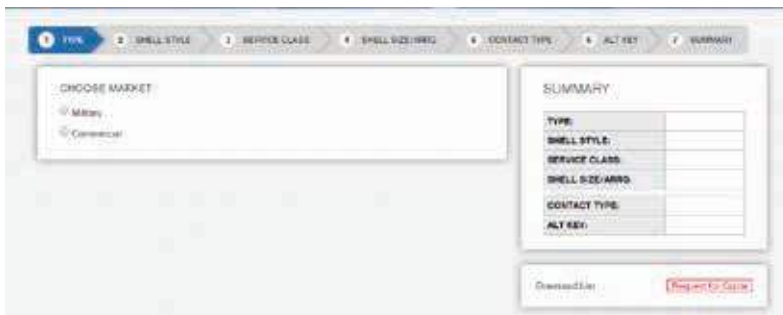 1 TYPE 2 SHELL STYLE 3 SERVICE CLASS 4 SHELL SIZE/ARRG 5 CONTACT TYPE 6 ALT KEY 7 SUMMARY
CHOOSE MARKET
Military
Commercial
SUMMARY
TYPE:
SHELL STYLE:
SERVICE CLASS:
SHELL SIZE/ARRG:
CONTACT TYPE:
ALT KEY:
Request for Quote